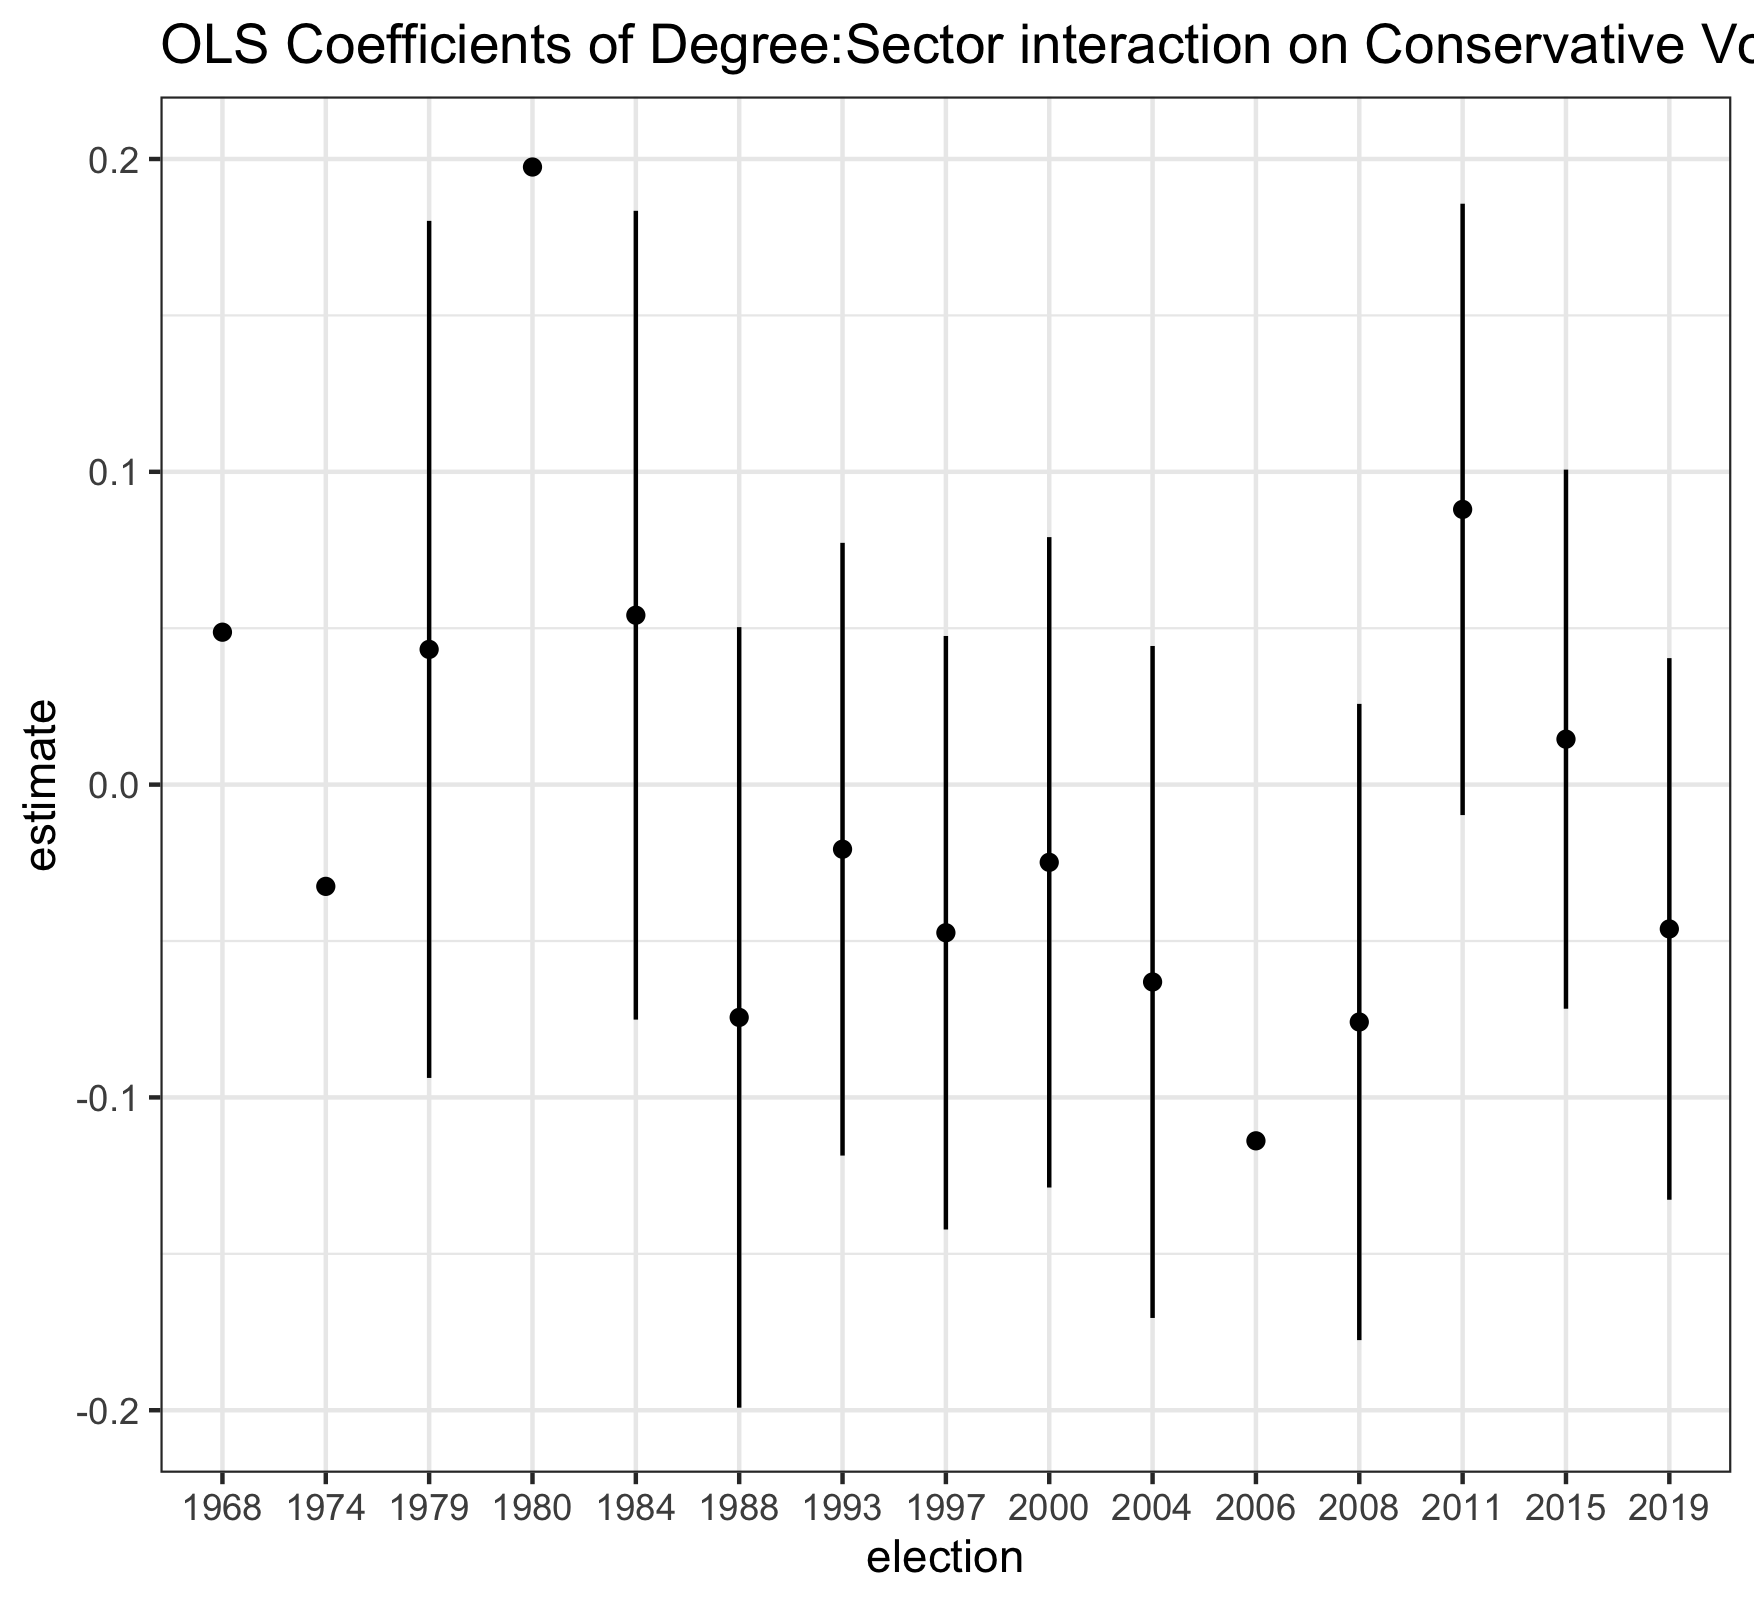 OLS Coefficients of Degree:Sector interaction on Conservative
0.2
0.1
0.0
-0.1
-0.2
estimate
1968 1974 1979 1980 1984 1988 1993 1997 2000 2004 2006 2008 2011 2015 2019
election